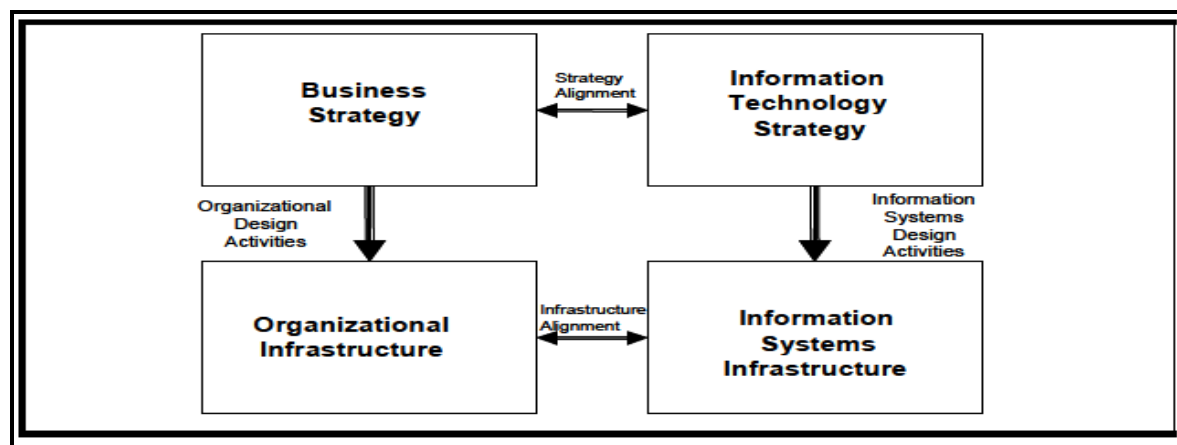 Business
Strategy
Strategy
Alignment
Information
Technology
Strategy
Organizational
Design
Activities
Information
Systems
Design
Activities
Organizational
Infrastructure
Infrastructure
Alignment
Information
Systems
Infrastructure